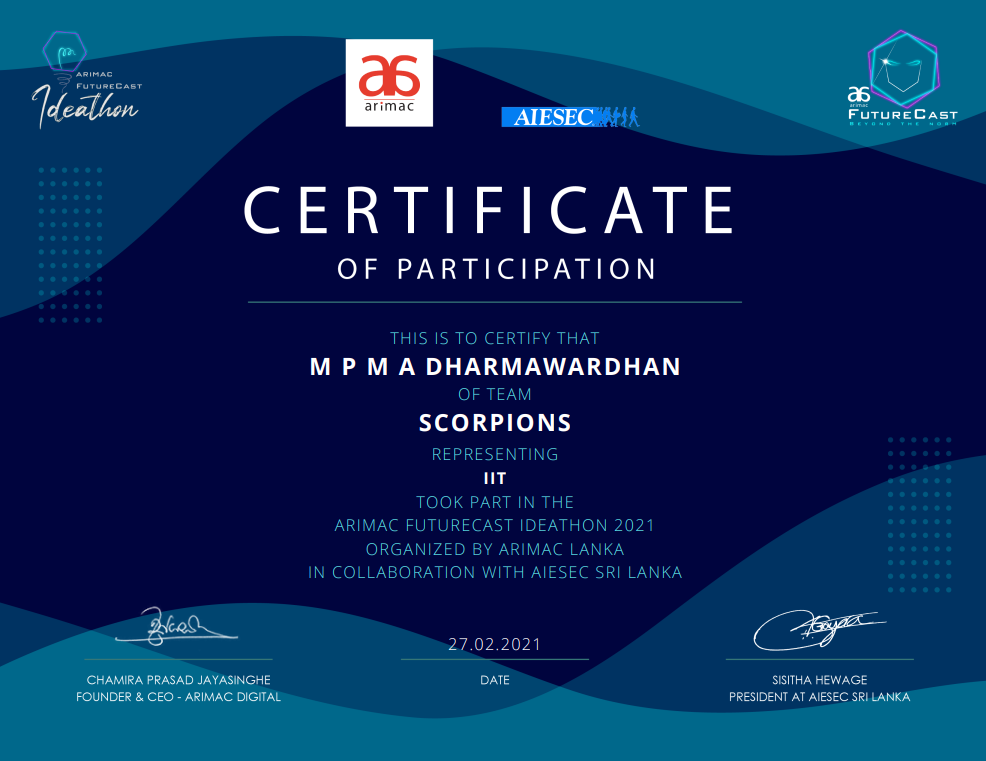 ARIMAC
FUTURECAST
Ideathon
arimac
AIESEC
arimac
FUTURECAST
BEYOND THE NORM
CERTIFICATE
OF PARTICIPATION
THIS IS TO CERTIFY THAT
M P M A DHARMAWARDHAN
OF TEAM
SCORPIONS
REPRESENTING
IIT
TOOK PART IN THE
ARIMAC FUTURECAST IDEATHON 2021
ORGANIZED BY ARIMAC LANKA
IN COLLABORATION WITH AIESEC SRI LANKA
27.02.2021
CHAMIRA PRASAD JAYASINGHE
FOUNDER & CEO - ARIMAC DIGITAL
DATE
SISITHA HEWAGE
PRESIDENT AT AIESEC SRI LANKA